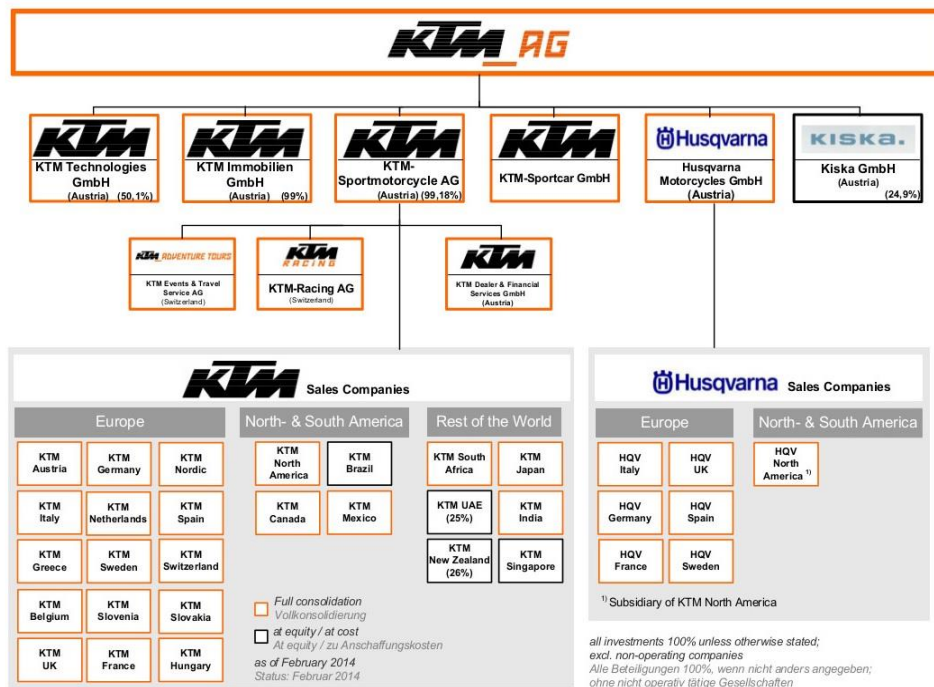 KTM_AG
KTM
KTM Technologies
GmbH
(Austria) (50,1%)
KTM
KTM Immobilien
GmbH
(Austria) (99%)
KTM
KTM-
Sportmotorcycle AG
(Austria) (99,18%)
KTM
KTM-Sportcar GmbH
Husqvarna
Husqvarna
Motorcycles GmbH
(Austria)
KISKA.
Kiska GmbH
(Austria)
(24,9%)
KTM_ADVENTURE TOURS
KTM Events & Travel
Service AG
(Switzerland)
KTM
RACING
KTM-Racing AG
(Switzerland)
KTM
KTM Dealer & Financial
Services GmbH
(Austria)
KTM Sales Companies
Europe
KTM
Austria
KTM
Germany
KTM
Nordic
KTM
Italy
KTM
Netherlands
KTM
Spain
KTM
Greece
KTM
Sweden
KTM
Switzerland
KTM
Belgium
KTM
Slovenia
KTM
Slovakia
KTM
UK
KTM
France
KTM
Hungary
North- & South America
KTM
North
America
KTM
Brazil
KTM
Canada
KTM
Mexico
Rest of the World
KTM South
Africa
KTM
Japan
KTM UAE
(25%)
KTM
India
KTM
New Zealand
(26%)
KTM
Singapore
Full consolidation
Vollkonsolidierung
at equity / at cost
At equity / zu Anschaffungskosten
as of February 2014
Status: Februar 2014
Husqvarna Sales Companies
Europe
HQV
Italy
HQV
UK
HQV
Germany
HQV
Spain
HQV
France
HQV
Sweden
North- & South America
HQV
North
America 1)
1) Subsidiary of KTM North America
all investments 100% unless otherwise stated;
excl. non-operating companies
Alle Beteiligungen 100%, wenn nicht anders angegeben;
ohne nicht operativ tätige Gesellschaften